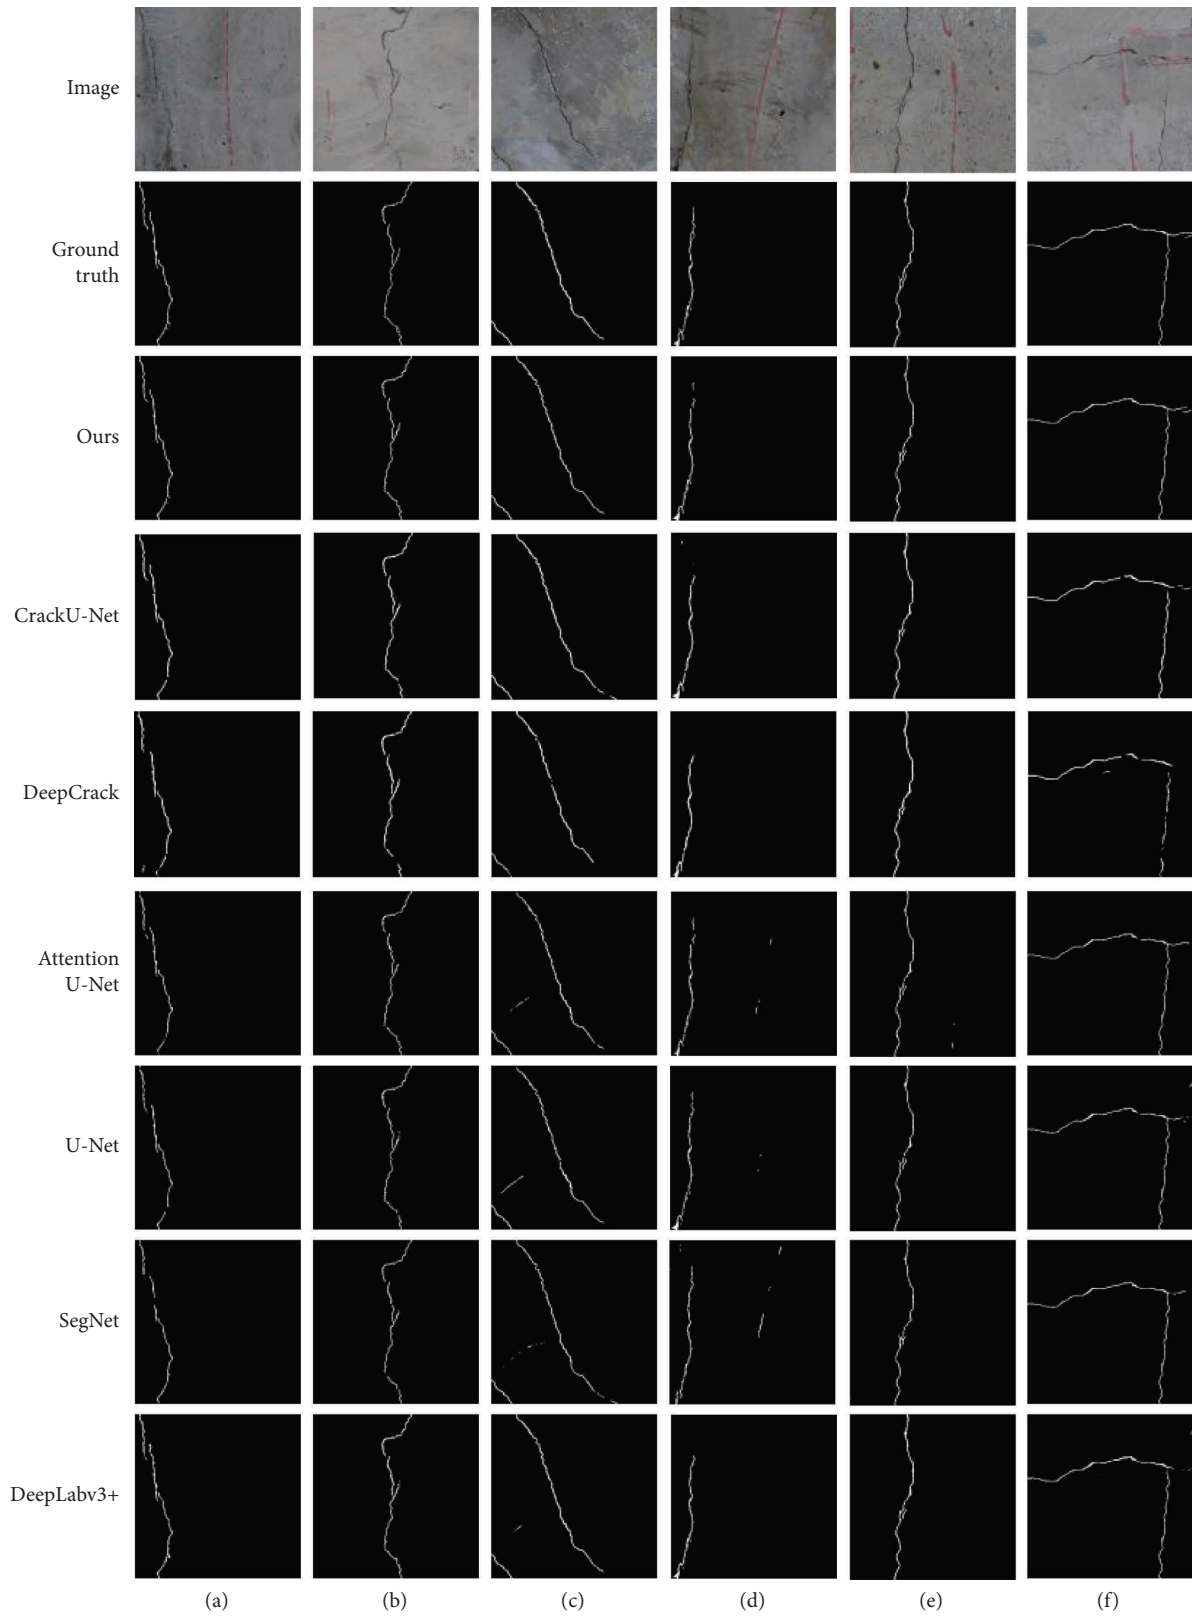 Image
Ground
truth
Ours
CrackU-Net
DeepCrack
Attention
U-Net
U-Net
SegNet
DeepLabv3+
(a) (b) (c) (d) (e) (f)